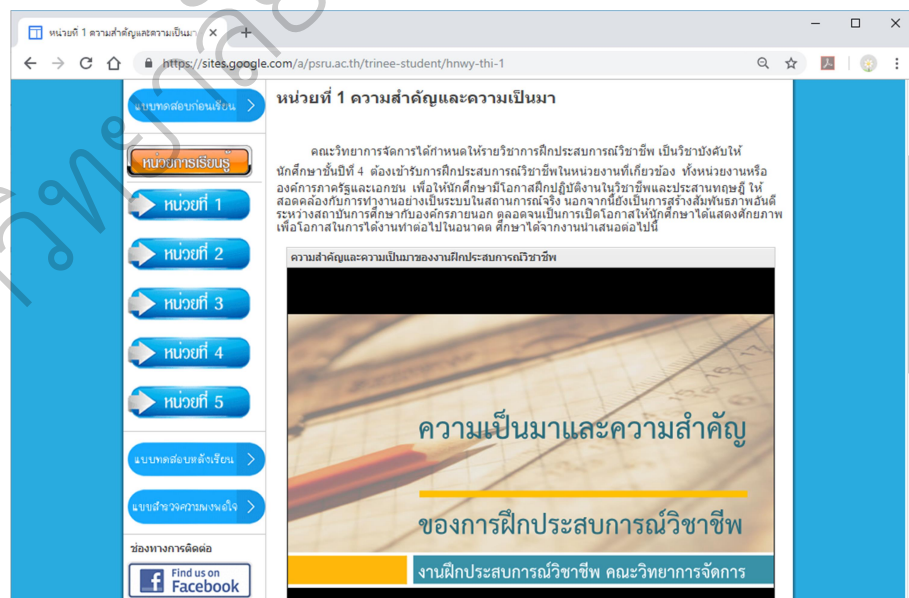 หน่วยที่ 1 ความสำคัญและความเป็นมา
https://sites.google.com/a/psru.ac.th/trinee-student/hnwy-thi-1
แบบทดสอบก่อนเรียน
หน่วยการเรียนรู้
หน่วยที่ 1
หน่วยที่ 2
หน่วยที่ 3
หน่วยที่ 4
หน่วยที่ 5
แบบทดสอบหลังเรียน
แบบสำรวจความพงพอใจ
ช่องทางการติดต่อ
Find us on
Facebook
หน่วยที่ 1 ความสำคัญและความเป็นมา
คณะวิทยาการจัดการได้กำหนดให้รายวิชาการฝึกประสบการณ์วิชาชีพ เป็นวิชาบังคับให้
นักศึกษาชั้นปีที่ 4 ต้องเข้ารับการฝึกประสบการณ์วิชาชีพในหน่วยงานที่เกี่ยวข้อง ทั้งหน่วยงานหรือ
องค์การภาครัฐและเอกชน เพื่อให้นักศึกษามีโอกาสฝึกปฏิบัติงานในวิชาชีพและประสานทฤษฎี ให้
สอดคล้องกับการทำงานอย่างเป็นระบบในสถานการณ์จริง นอกจากนี้ยังเป็นการสร้างสัมพันธภาพอันดี
ระหว่างสถาบันการศึกษากับองค์กรภายนอก ตลอดจนเป็นการเปิดโอกาสให้นักศึกษาได้แสดงศักยภาพ
เพื่อโอกาสในการได้งานทำต่อไปในอนาคต ศึกษาได้จากงานนำเสนอต่อไปนี้
ความสำคัญและความเป็นมาของงานฝึกประสบการณ์วิชาชีพ
ความเป็นมาและความสำคัญ
ของการฝึกประสบการณ์วิชาชีพ
งานฝึกประสบการณ์วิชาชีพ คณะวิทยาการจัดการ